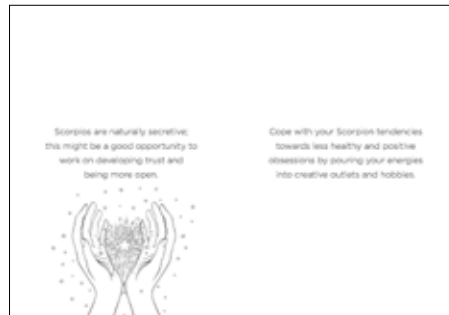 Scorpios are naturally secretive;
this might be a good opportunity to
work on developing trust and
being more open.
Cope with your Scorpion tendencies
towards less healthy and positive
obsessions by pouring your energies
into creative outlets and hobbies.